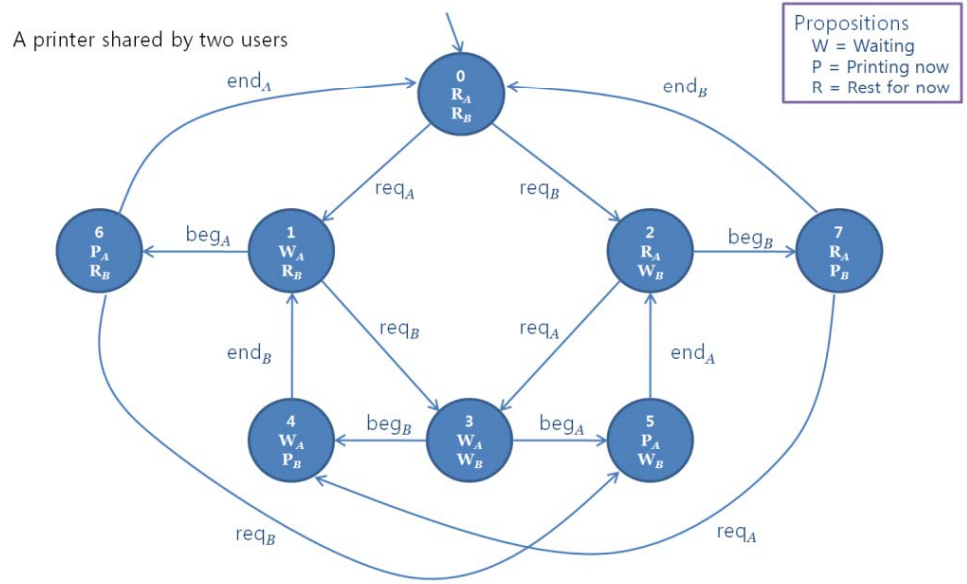 A printer shared by two users
Propositions
W = Waiting
P = Printing now
R = Rest for now
0
R_A
R_B
end_A
end_B
req_A
req_B
6
P_A
R_B
beg_A
1
W_A
R_B
2
R_A
W_B
beg_B
7
R_A
P_B
req_B
req_A
end_B
end_A
4
W_A
P_B
beg_B
3
W_A
W_B
beg_A
5
P_A
W_B
req_B
req_A